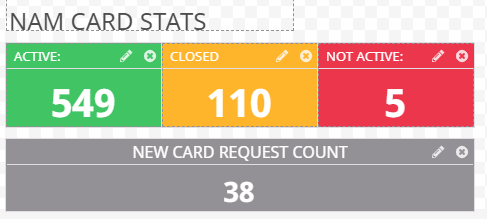 NAM CARD STATS
ACTIVE: CLOSED NOT ACTIVE:
549 110 5
NEW CARD REQUEST COUNT
38